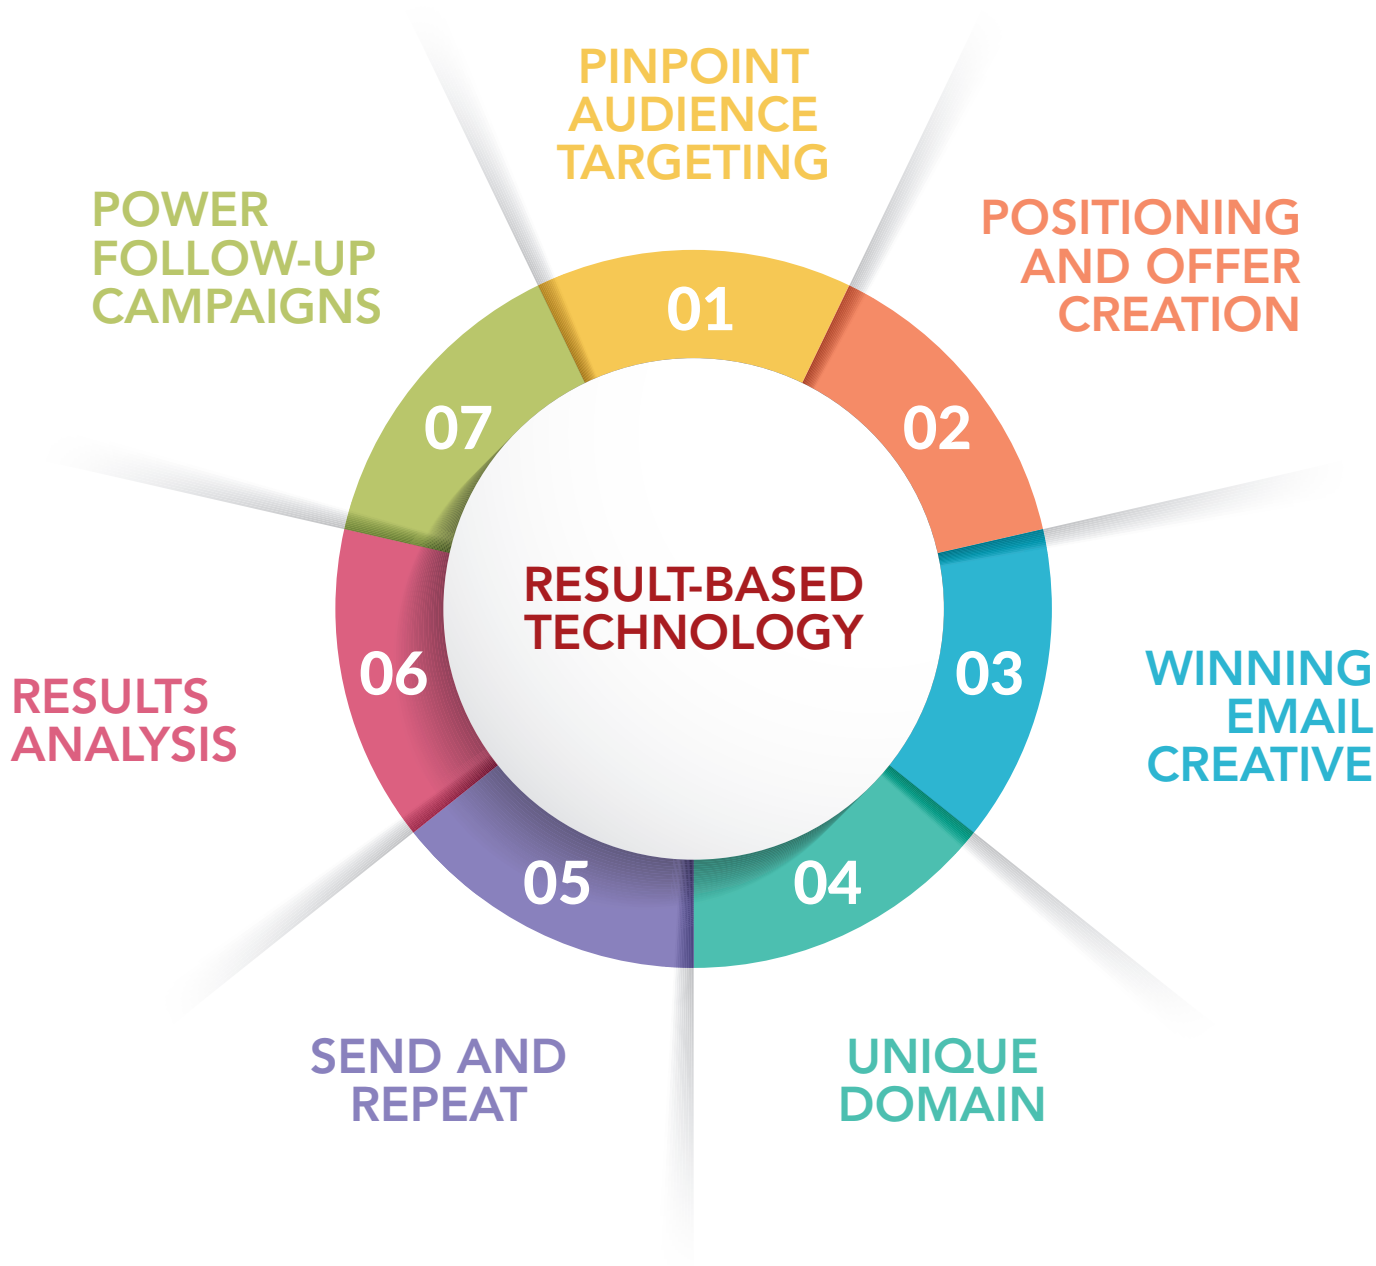 PINPOINT
AUDIENCE
TARGETING
01
POSITIONING
AND OFFER
CREATION
02
WINNING
EMAIL
CREATIVE
03
UNIQUE
DOMAIN
04
SEND AND
REPEAT
05
RESULTS
ANALYSIS
06
POWER
FOLLOW-UP
CAMPAIGNS
07
RESULT-BASED
TECHNOLOGY